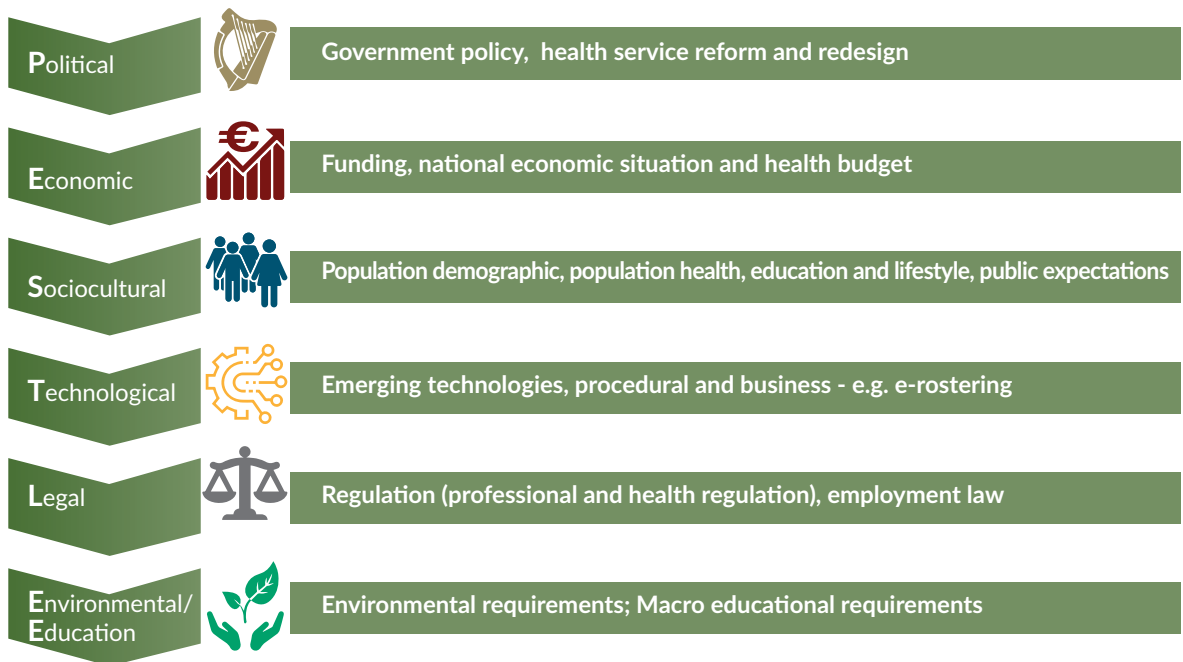 Political
Government policy,  health service reform and redesign
€
Economic
Funding, national economic situation and health budget
Sociocultural
Population demographic, population health, education and lifestyle, public expectations
Technological
Emerging technologies, procedural and business - e.g. e-rostering
Legal
Regulation (professional and health regulation), employment law
Environmental/
Education
Environmental requirements; Macro educational requirements